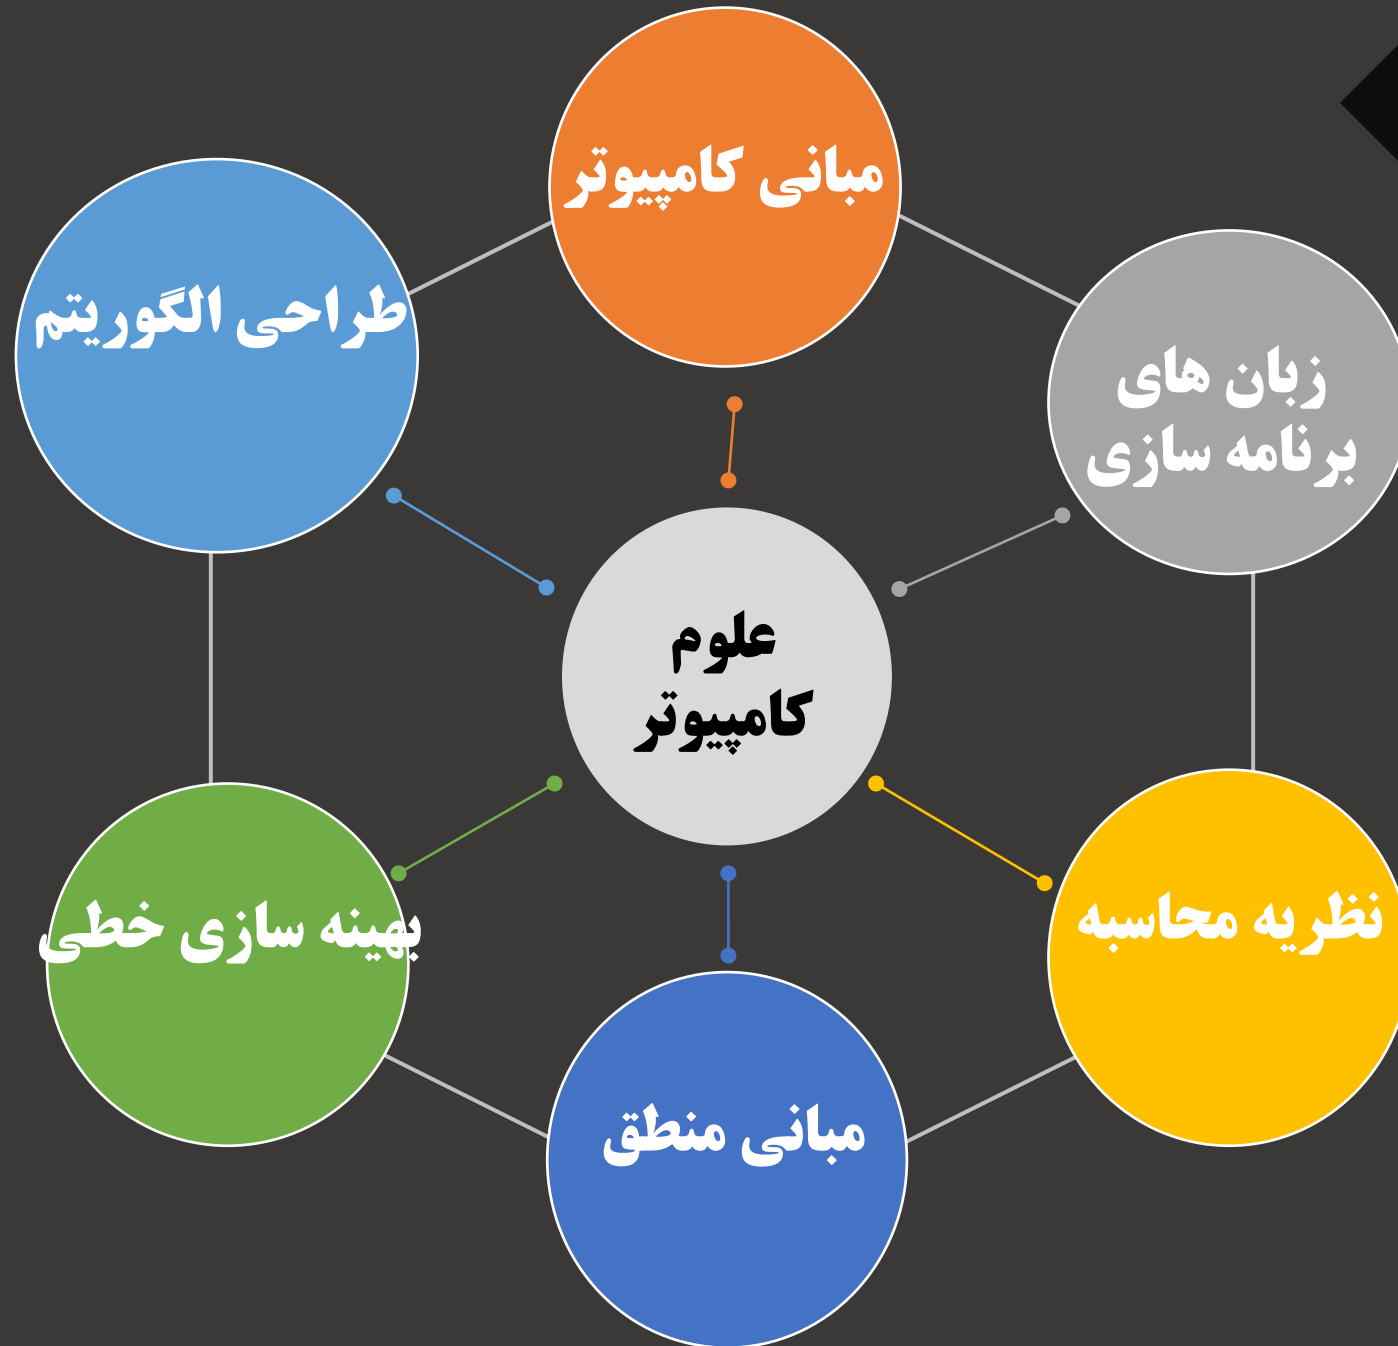 مبانی کامپیوتر
طراحی الگوریتم
زبان های
برنامه سازی
علوم
کامپیوتر
بهینه سازی خطی
نظریه محاسبه
مبانی منطق